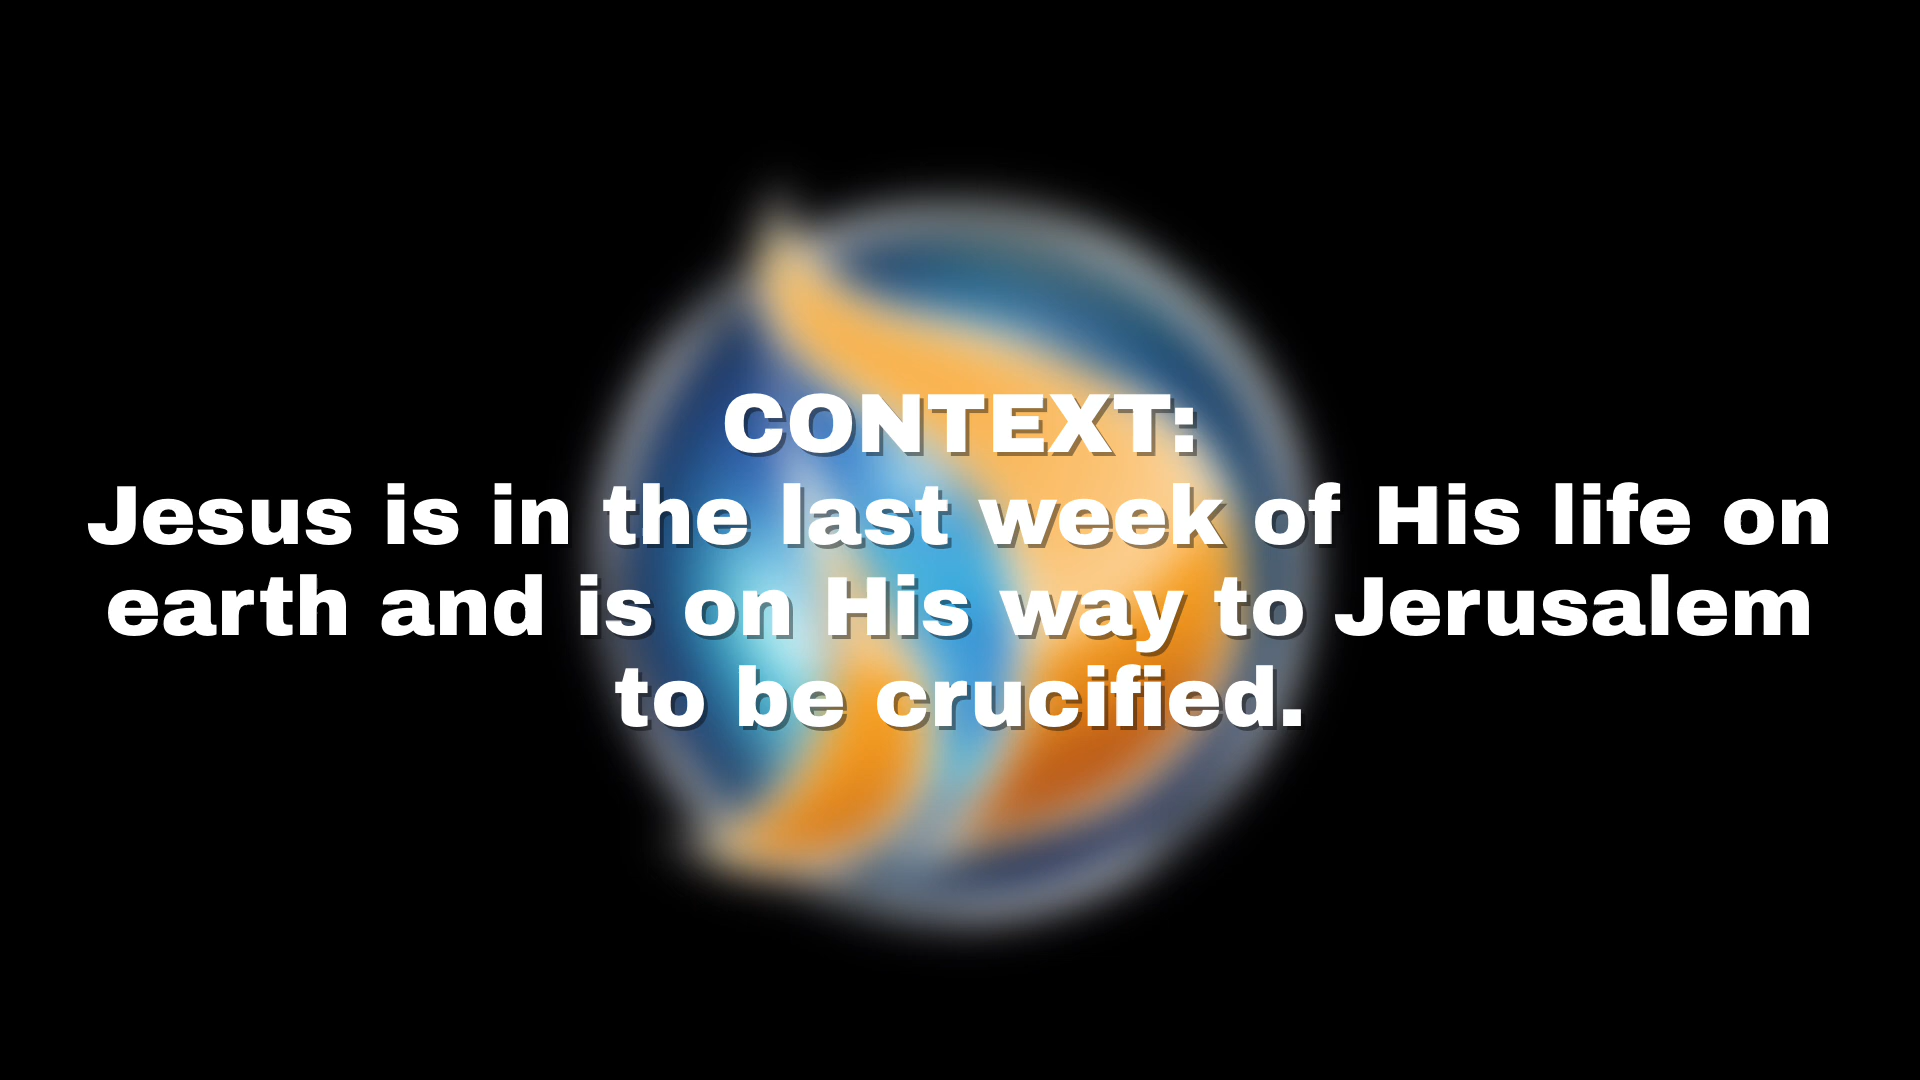 CONTEXT:
Jesus is in the last week of His life on
earth and is on His way to Jerusalem
to be crucified.